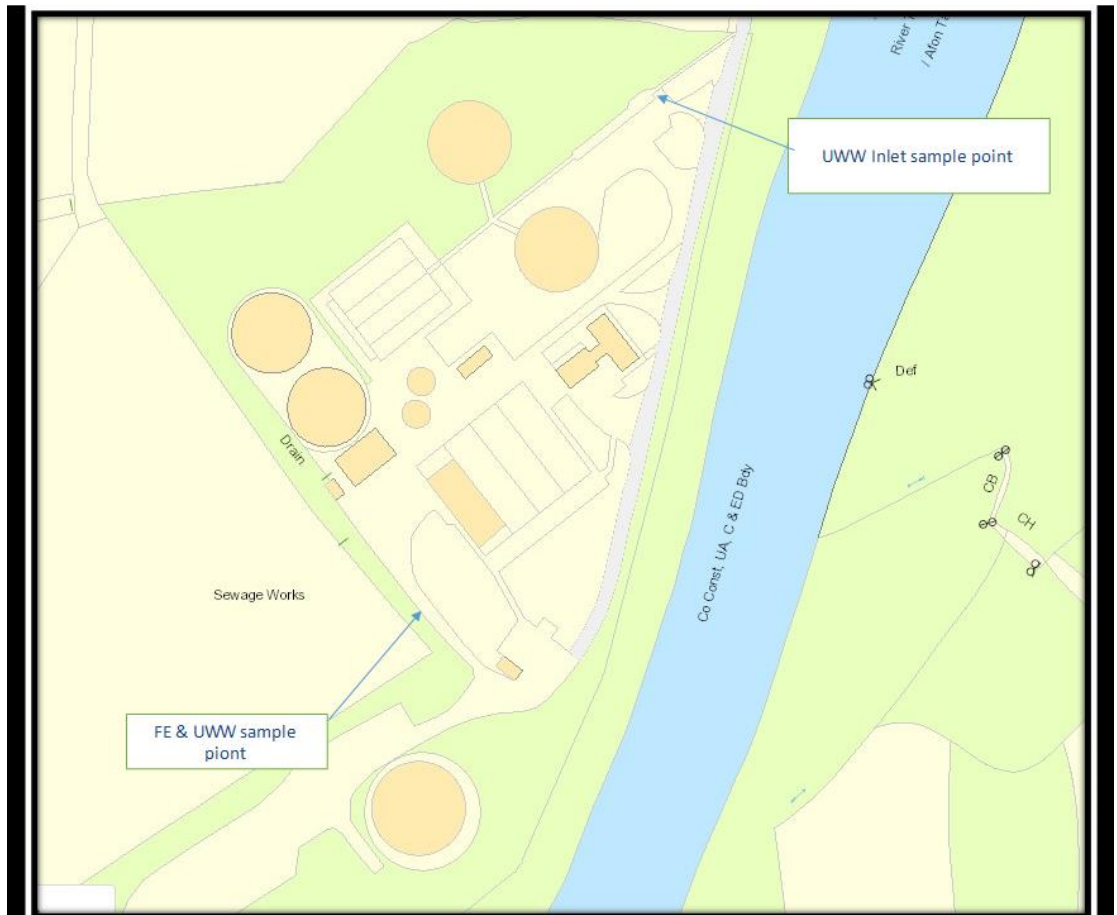 River T
/ Afon Ta
UWW Inlet sample point
Def
Drain
CB
CH
Co Const, UA, C & ED Bdy
Sewage Works
FE & UWW sample
piont